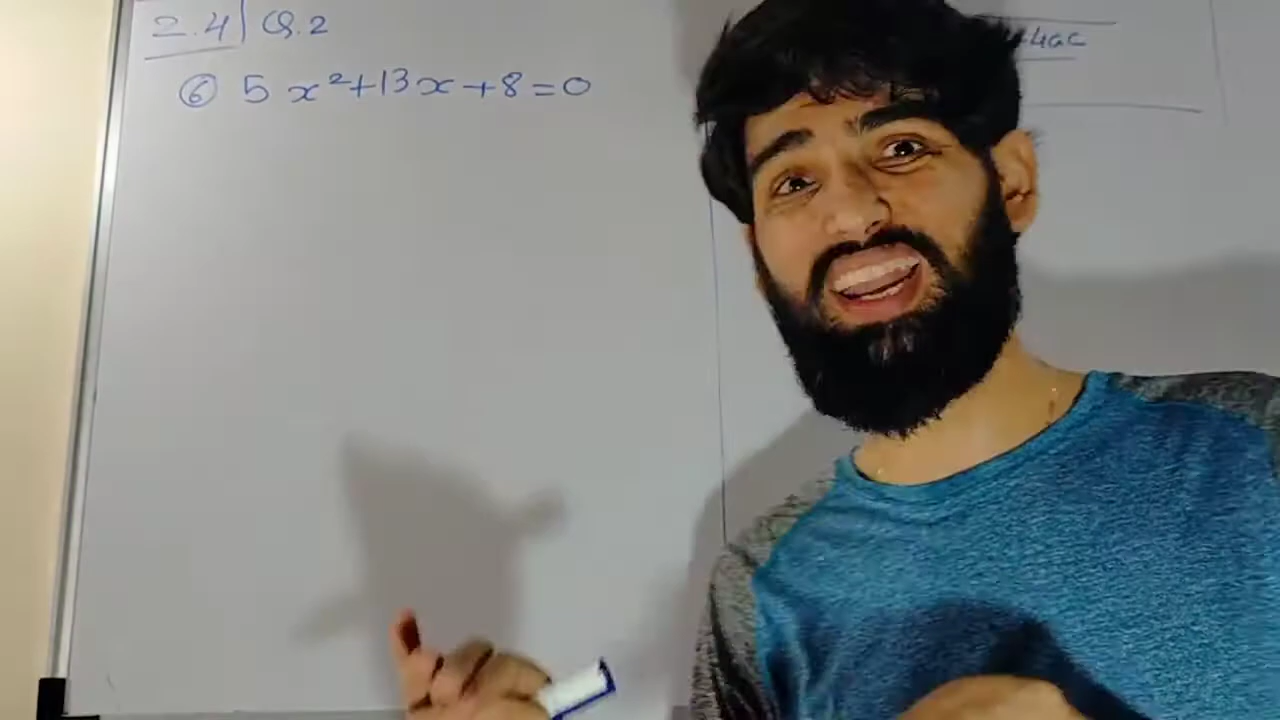 2.4| Q.2
⑥ 5x²+13x+8=0
4ac